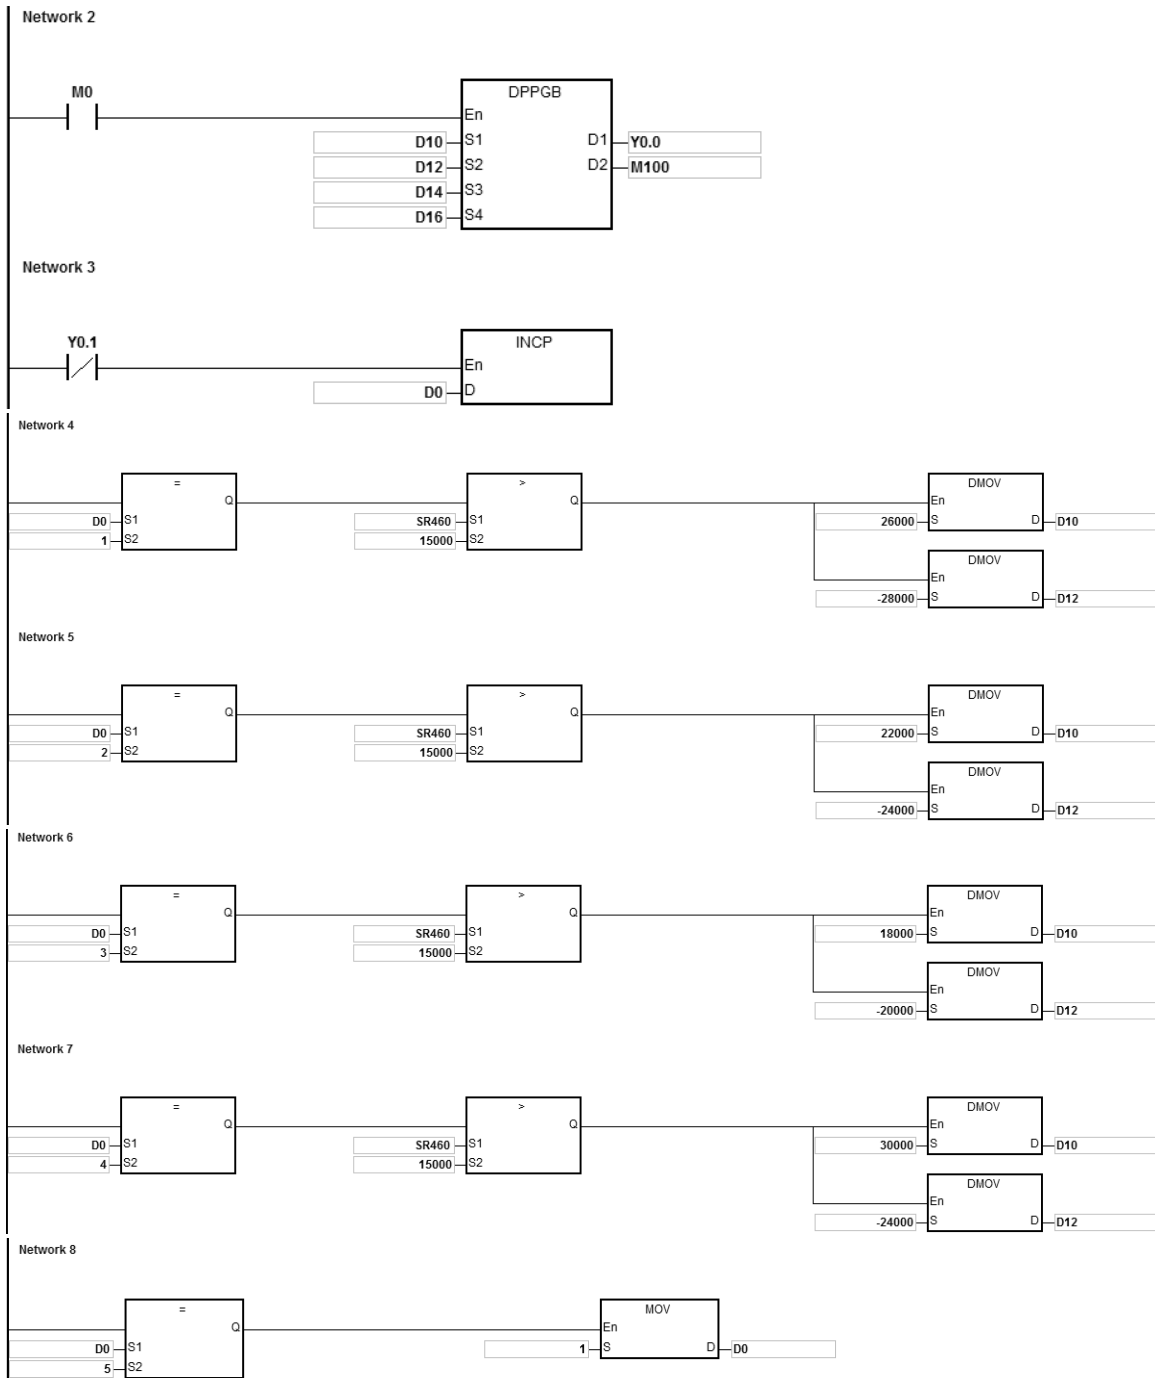 Network 2
M0
DPPGB
En
D10 S1 D1 Y0.0
D12 S2 D2 M100
D14 S3
D16 S4
Network 3
Y0.1
INCP
En
D0 D
Network 4
= > DMOV
Q Q En
D0 S1 SR460 S1 26000 S D D10
1 S2 15000 S2
DMOV
En
-28000 S D D12
Network 5
= > DMOV
Q Q En
D0 S1 SR460 S1 22000 S D D10
2 S2 15000 S2
DMOV
En
-24000 S D D12
Network 6
= > DMOV
Q Q En
D0 S1 SR460 S1 18000 S D D10
3 S2 15000 S2
DMOV
En
-20000 S D D12
Network 7
= > DMOV
Q Q En
D0 S1 SR460 S1 30000 S D D10
4 S2 15000 S2
DMOV
En
-24000 S D D12
Network 8
= MOV
Q En
D0 S1 1 S D D0
5 S2